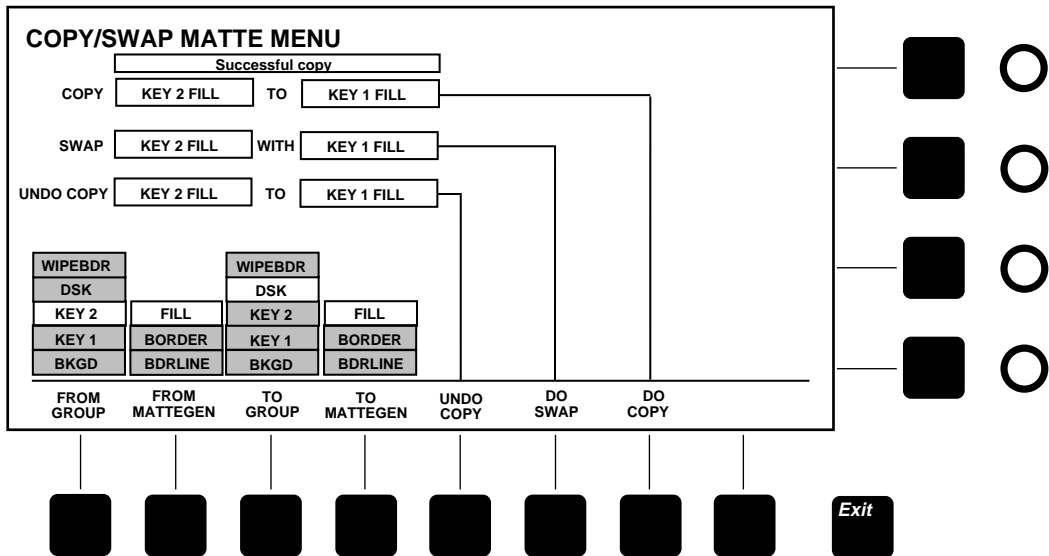 COPY/SWAP MATTE MENU
Successful copy
COPY KEY 2 FILL TO KEY 1 FILL
SWAP KEY 2 FILL WITH KEY 1 FILL
UNDO COPY KEY 2 FILL TO KEY 1 FILL
WIPEBDR WIPEBDR
DSK DSK
KEY 2 FILL KEY 2 FILL
KEY 1 BORDER KEY 1 BORDER
BKGD BDRLINE BKGD BDRLINE
FROM GROUP
FROM MATTEGEN
TO GROUP
TO MATTEGEN
UNDO COPY
DO SWAP
DO COPY
Exit